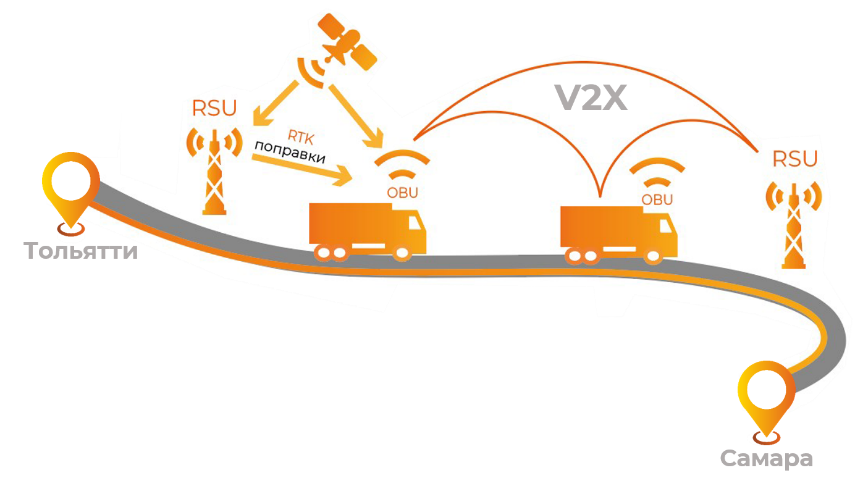 V2X
RSU
RTK
поправки
RSU
OBU
OBU
Тольятти
Самара